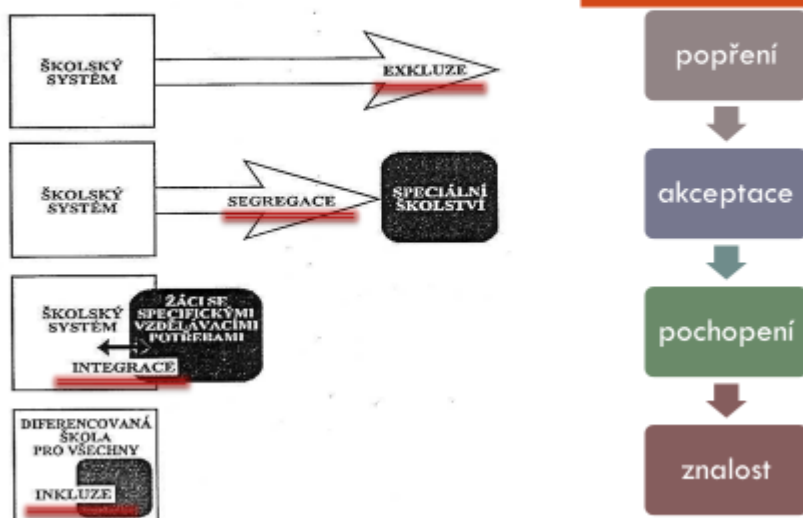 ŠKOLSKÝ
SYSTÉM
EXKLUZE
ŠKOLSKÝ
SYSTÉM
SEGREGACE
SPECIÁLNÍ
ŠKOLSTVÍ
ŠKOLSKÝ
SYSTÉM
ŽÁCI SE
SPECIFICKÝMI
VZDĚLÁVACÍMI
POTŘEBAMI
INTEGRACE
DIFERENCOVANÁ
ŠKOLA
PRO VŠECHNY
INKLUZE
popření
akceptace
pochopení
znalost